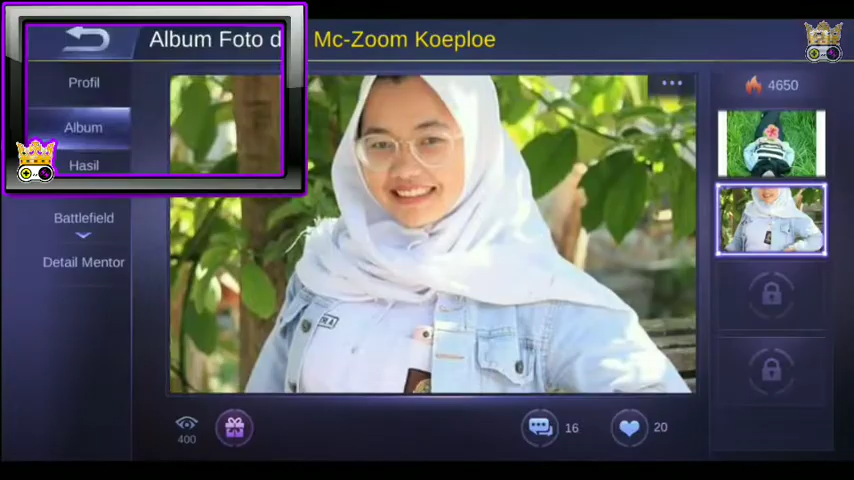 Album Foto d Mc-Zoom Koeploe
Profil
4650
Album
Hasil
Battlefield
Detail Mentor
400
16
20